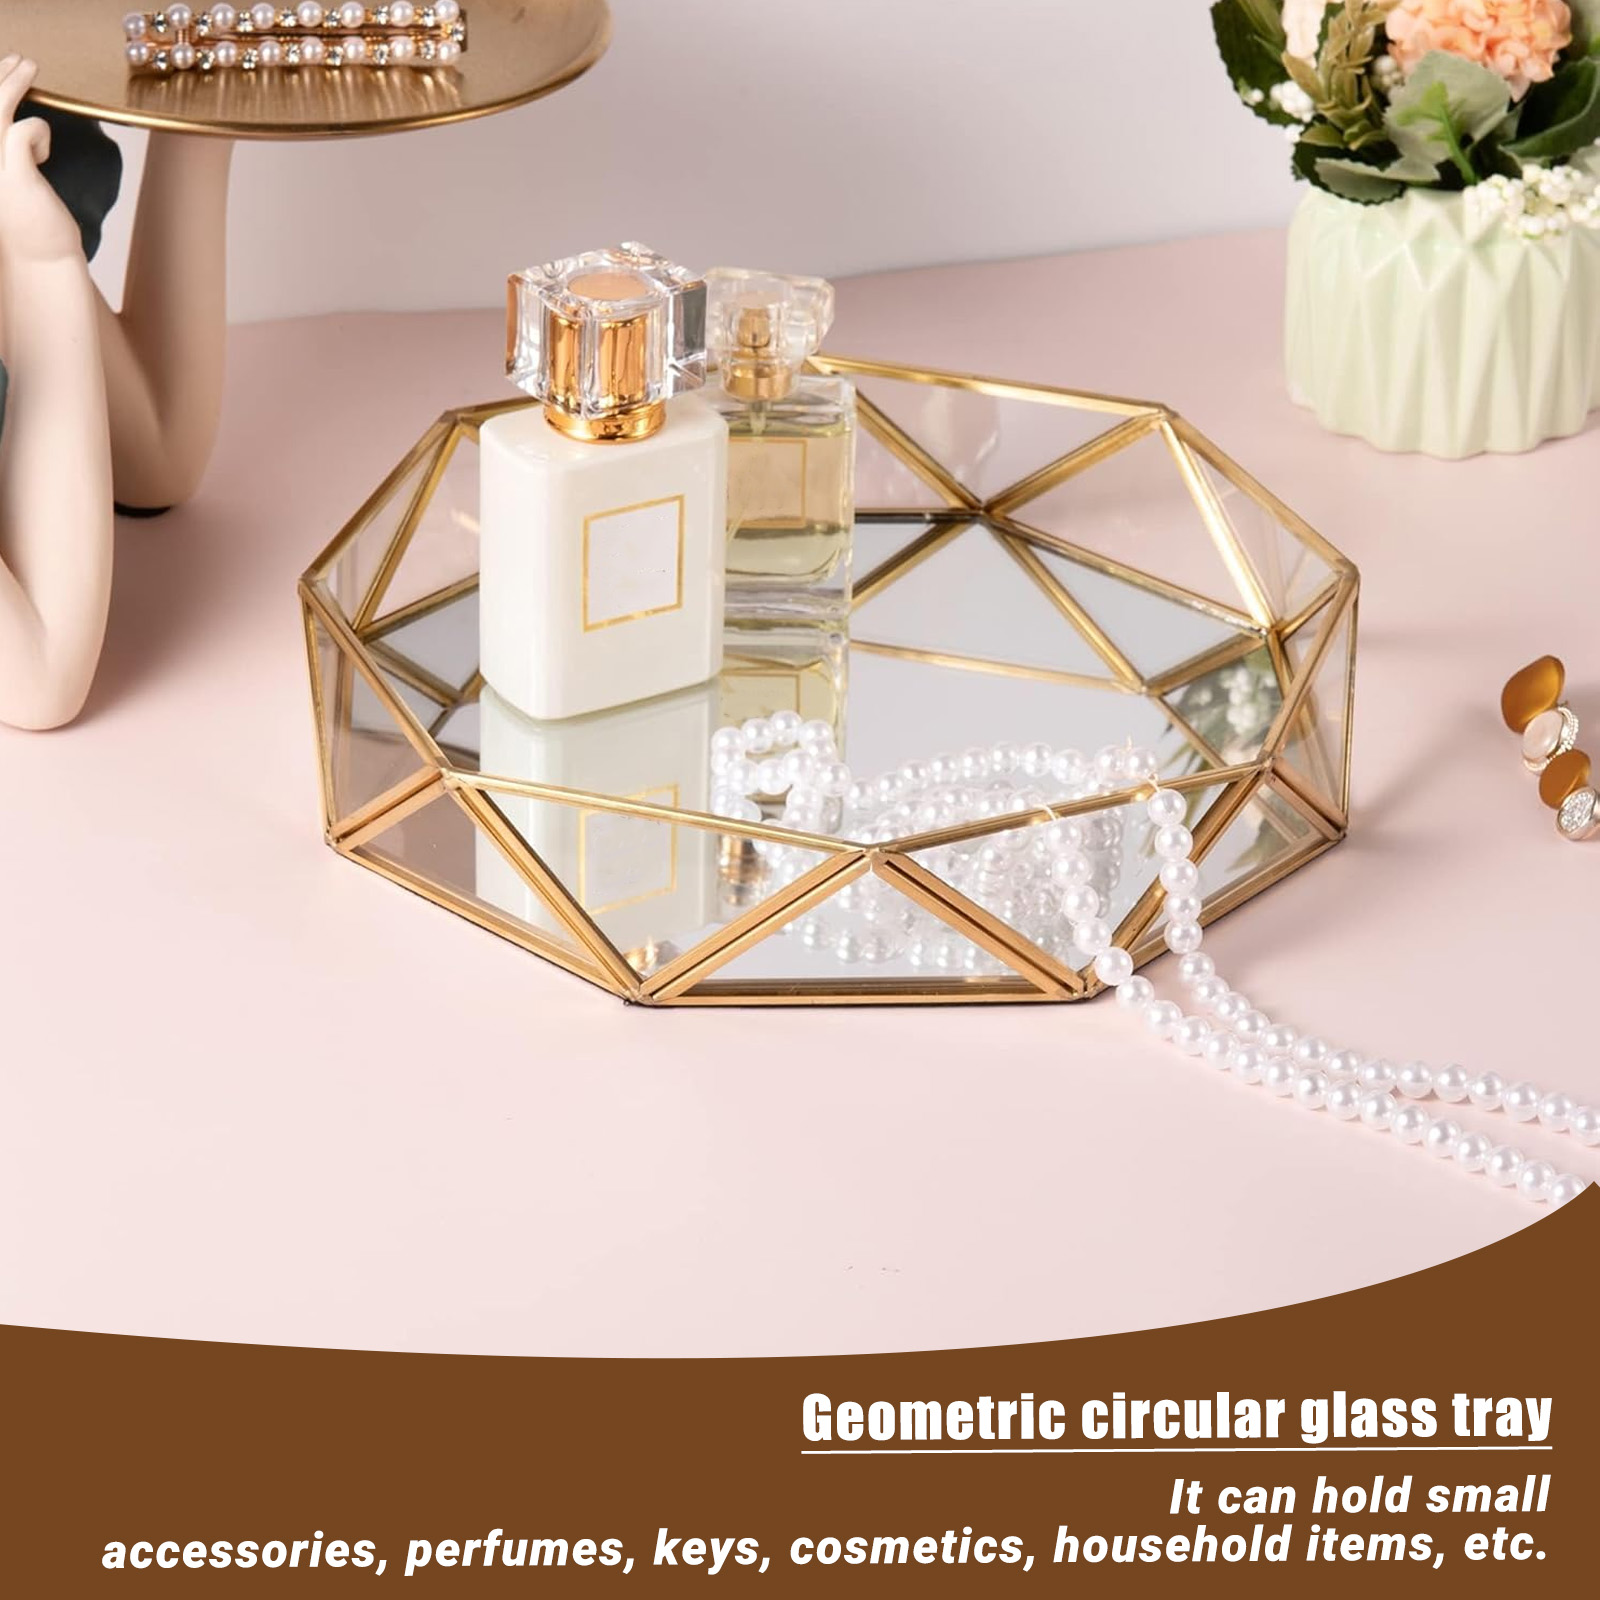 Geometric circular glass tray
It can hold small
accessories, perfumes, keys, cosmetics, household items, etc.